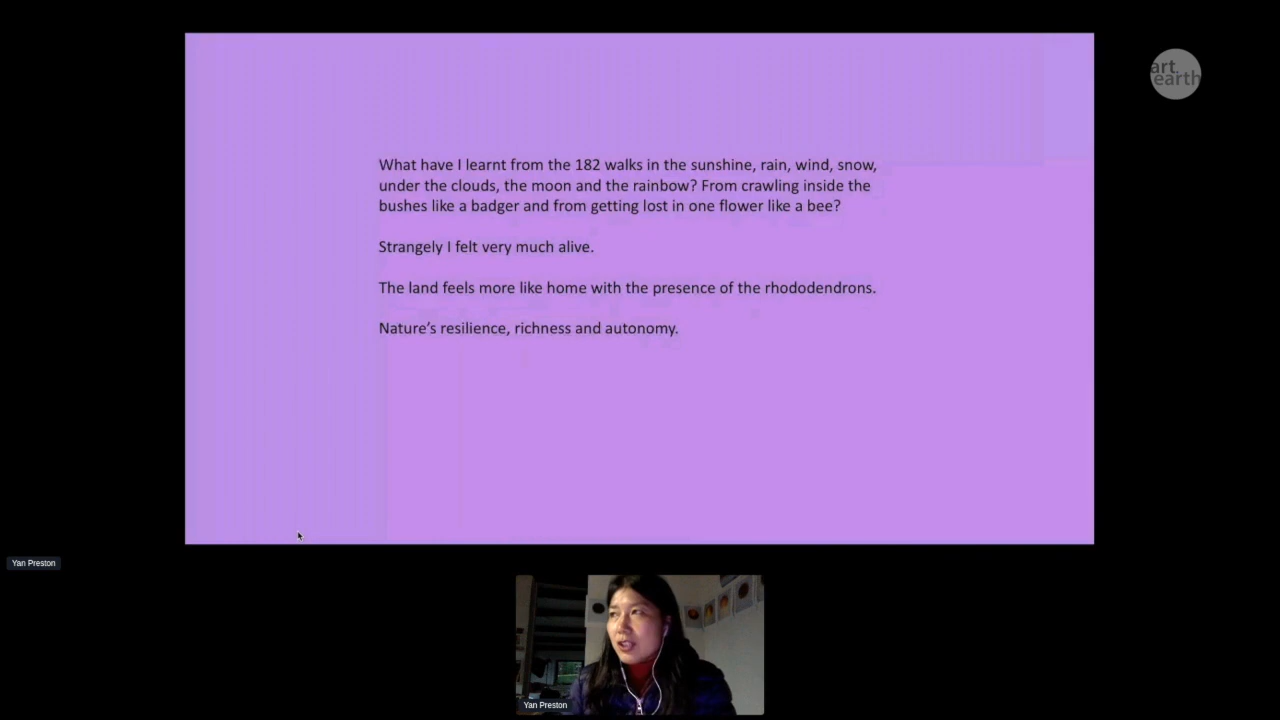 art
earth
What have I learnt from the 182 walks in the sunshine, rain, wind, snow,
under the clouds, the moon and the rainbow? From crawling inside the
bushes like a badger and from getting lost in one flower like a bee?
Strangely I felt very much alive.
The land feels more like home with the presence of the rhododendrons.
Nature’s resilience, richness and autonomy.
Yan Preston
Yan Preston